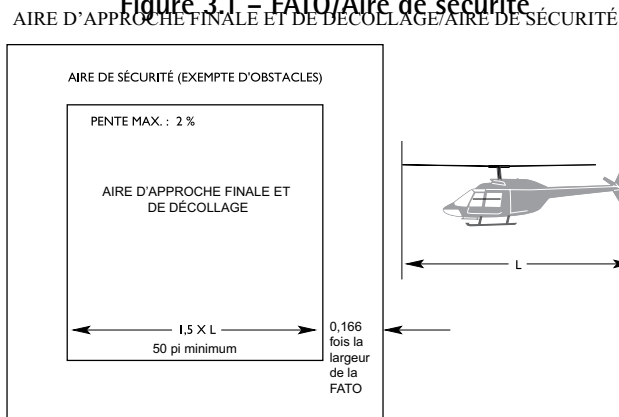 Figure 3.1 – FATO/Aire de sécurité
AIRE D’APPROCHE FINALE ET DE DÉCOLLAGE/AIRE DE SÉCURITÉ
AIRE DE SÉCURITÉ (EXEMPTE D'OBSTACLES)
PENTE MAX. : 2 %
AIRE D’APPROCHE FINALE ET
DE DÉCOLLAGE
L
1,5 X L
50 pi minimum
0,166
fois la
largeur
de la
FATO